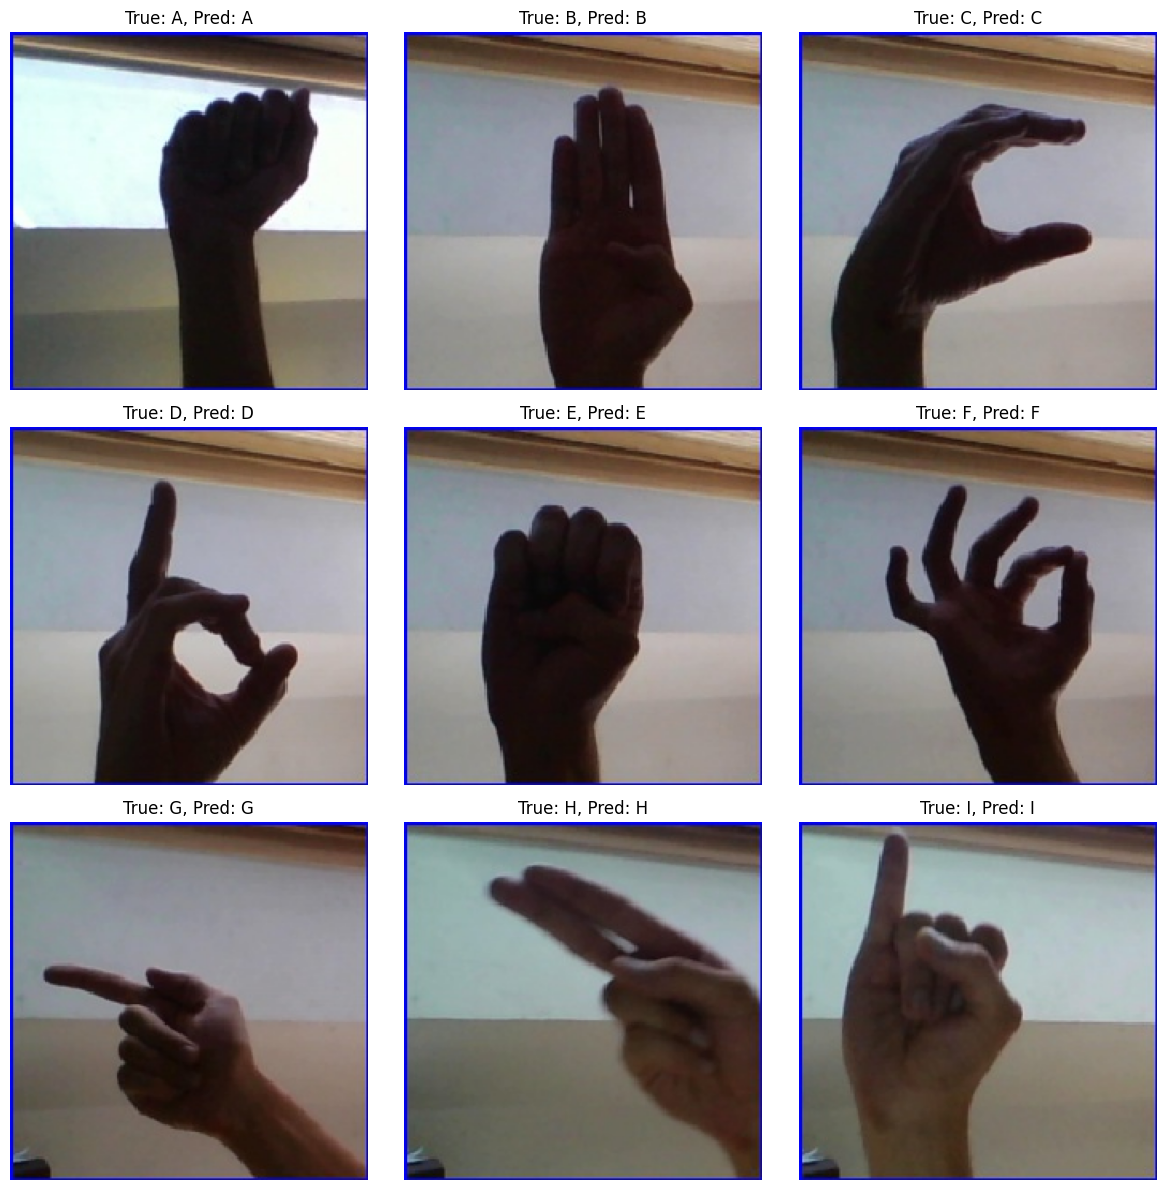 True: A, Pred: A
True: B, Pred: B
True: C, Pred: C
True: D, Pred: D
True: E, Pred: E
True: F, Pred: F
True: G, Pred: G
True: H, Pred: H
True: I, Pred: I